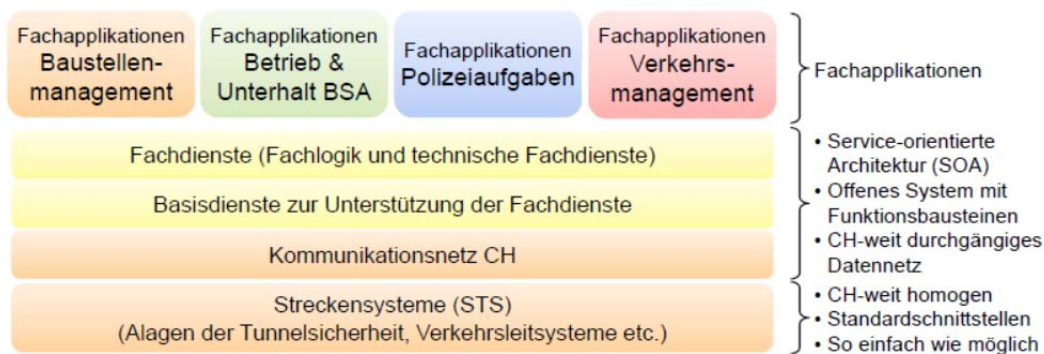 Fachapplikationen
Baustellen-
management
Fachapplikationen
Betrieb &
Unterhalt BSA
Fachapplikationen
Polizeiaufgaben
Fachapplikationen
Verkehrs-
management
Fachapplikationen
Fachdienste (Fachlogik und technische Fachdienste)
Basisdienste zur Unterstützung der Fachdienste
Kommunikationsnetz CH
• Service-orientierte
Architektur (SOA)
• Offenes System mit
Funktionsbausteinen
• CH-weit durchgängiges
Datennetz
Streckensysteme (STS)
(Alagen der Tunnelsicherheit, Verkehrsleitsysteme etc.)
• CH-weit homogen
• Standardschnittstellen
• So einfach wie möglich